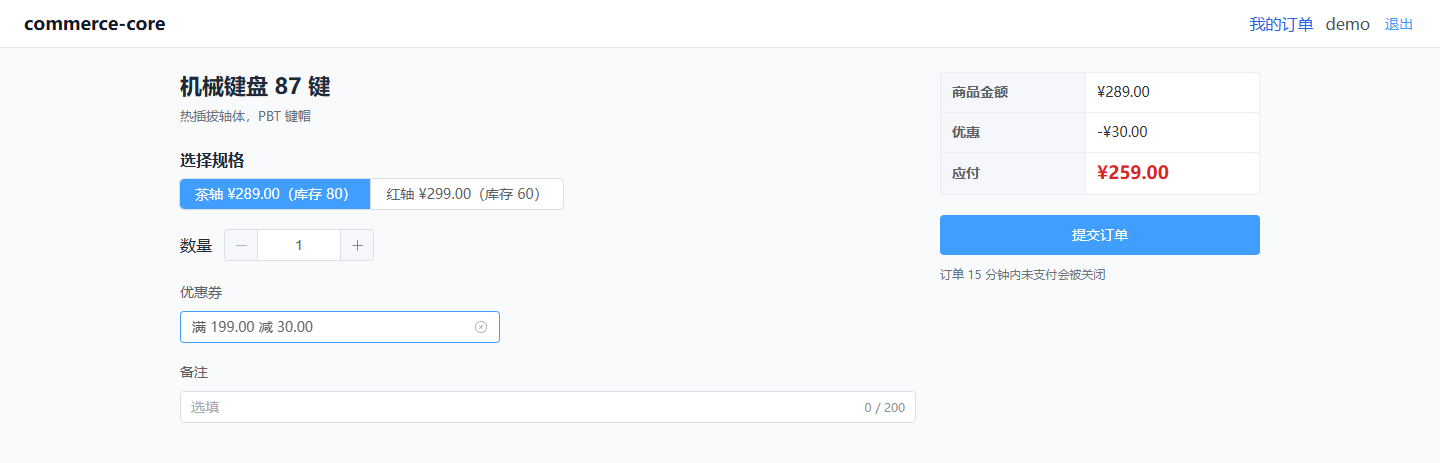 commerce-core
我的订单 demo 退出
机械键盘 87 键
热插拔轴体，PBT 键帽
选择规格
茶轴 ¥289.00（库存 80） 红轴 ¥299.00（库存 60）
数量 1
优惠券
满 199.00 减 30.00
备注
选填 0 / 200
商品金额 ¥289.00
优惠 -¥30.00
应付 ¥259.00
提交订单
订单 15 分钟内未支付会被关闭